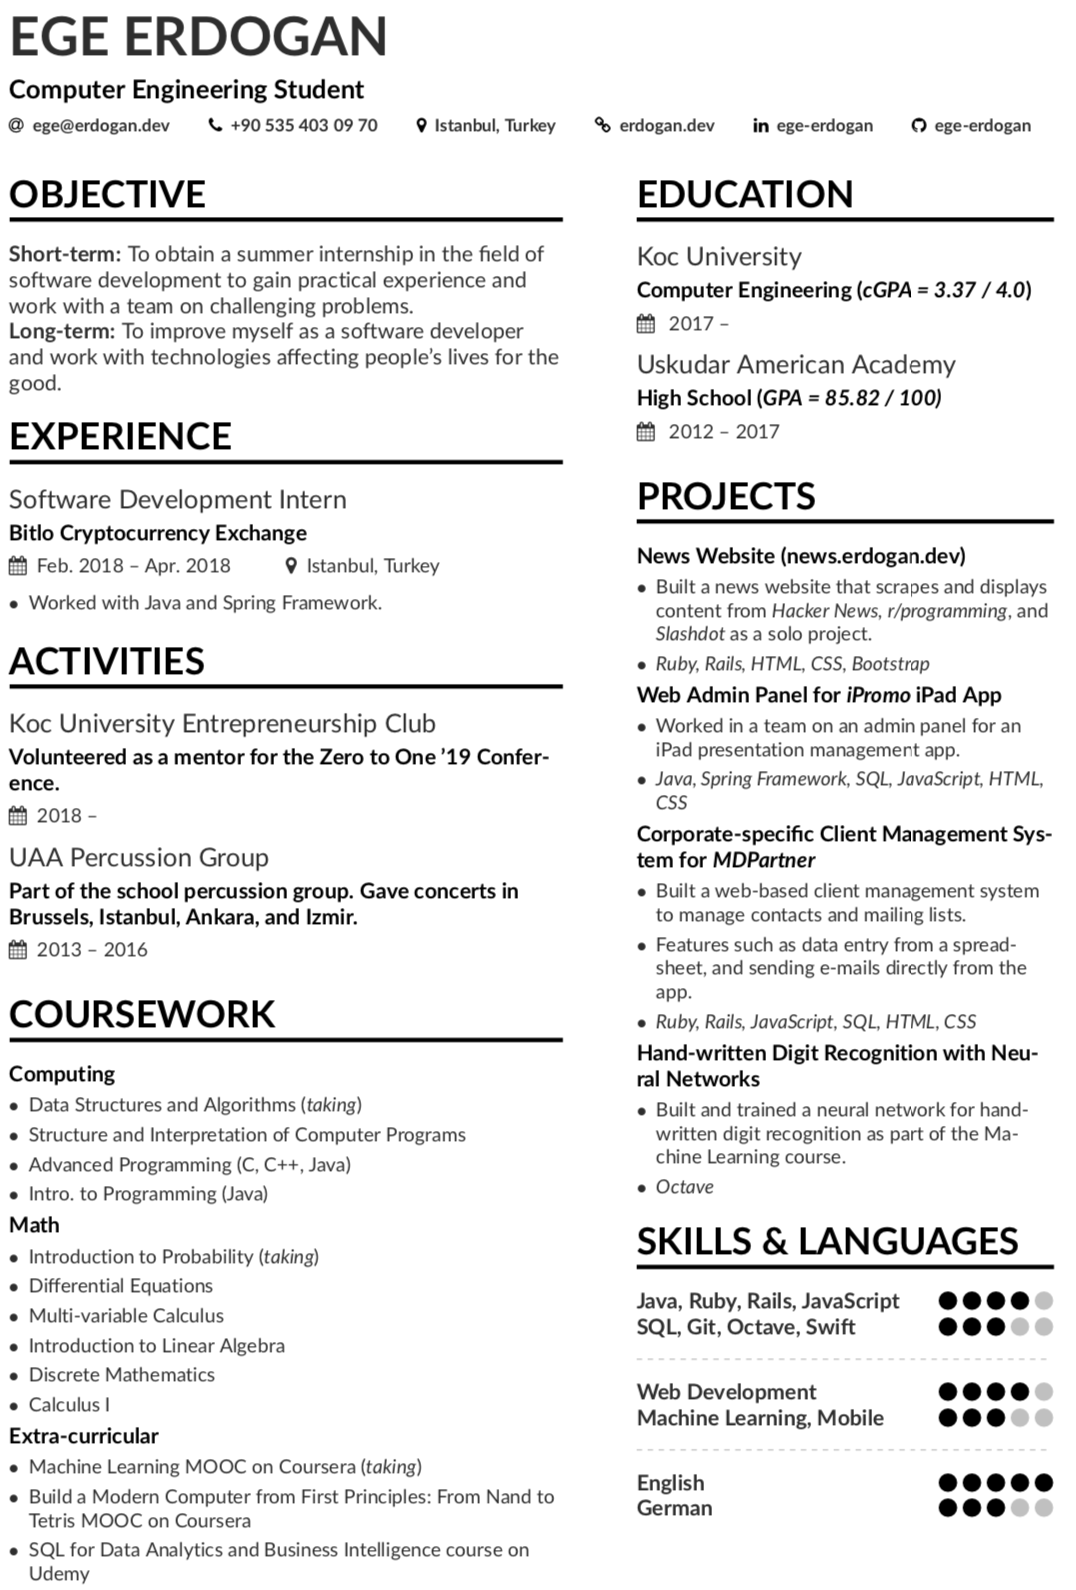 EGE ERDOGAN
Computer Engineering Student
ege@erdogan.dev +90 535 403 09 70 Istanbul, Turkey erdogan.dev ege-erdogan ege-erdogan
OBJECTIVE
Short-term: To obtain a summer internship in the field of
software development to gain practical experience and
work with a team on challenging problems.
Long-term: To improve myself as a software developer
and work with technologies affecting people's lives for the
good.
EXPERIENCE
Software Development Intern
Bitlo Cryptocurrency Exchange
Feb. 2018 – Apr. 2018 Istanbul, Turkey
• Worked with Java and Spring Framework.
ACTIVITIES
Koc University Entrepreneurship Club
Volunteered as a mentor for the Zero to One ’19 Confer-
ence.
2018 –
UAA Percussion Group
Part of the school percussion group. Gave concerts in
Brussels, Istanbul, Ankara, and Izmir.
2013 – 2016
COURSEWORK
Computing
• Data Structures and Algorithms (taking)
• Structure and Interpretation of Computer Programs
• Advanced Programming (C, C++, Java)
• Intro. to Programming (Java)
Math
• Introduction to Probability (taking)
• Differential Equations
• Multi-variable Calculus
• Introduction to Linear Algebra
• Discrete Mathematics
• Calculus I
Extra-curricular
• Machine Learning MOOC on Coursera (taking)
• Build a Modern Computer from First Principles: From Nand to
Tetris MOOC on Coursera
• SQL for Data Analytics and Business Intelligence course on
Udemy
EDUCATION
Koc University
Computer Engineering (cGPA = 3.37 / 4.0)
2017 –
Uskudar American Academy
High School (GPA = 85.82 / 100)
2012 – 2017
PROJECTS
News Website (news.erdogan.dev)
• Built a news website that scrapes and displays
content from Hacker News, r/programming, and
Slashdot as a solo project.
• Ruby, Rails, HTML, CSS, Bootstrap
Web Admin Panel for iPromo iPad App
• Worked in a team on an admin panel for an
iPad presentation management app.
• Java, Spring Framework, SQL, JavaScript, HTML,
CSS
Corporate-specific Client Management Sys-
tem for MDPartner
• Built a web-based client management system
to manage contacts and mailing lists.
• Features such as data entry from a spread-
sheet, and sending e-mails directly from the
app.
• Ruby, Rails, JavaScript, SQL, HTML, CSS
Hand-written Digit Recognition with Neu-
ral Networks
• Built and trained a neural network for hand-
written digit recognition as part of the Ma-
chine Learning course.
• Octave
SKILLS & LANGUAGES
Java, Ruby, Rails, JavaScript
SQL, Git, Octave, Swift
Web Development
Machine Learning, Mobile
English
German